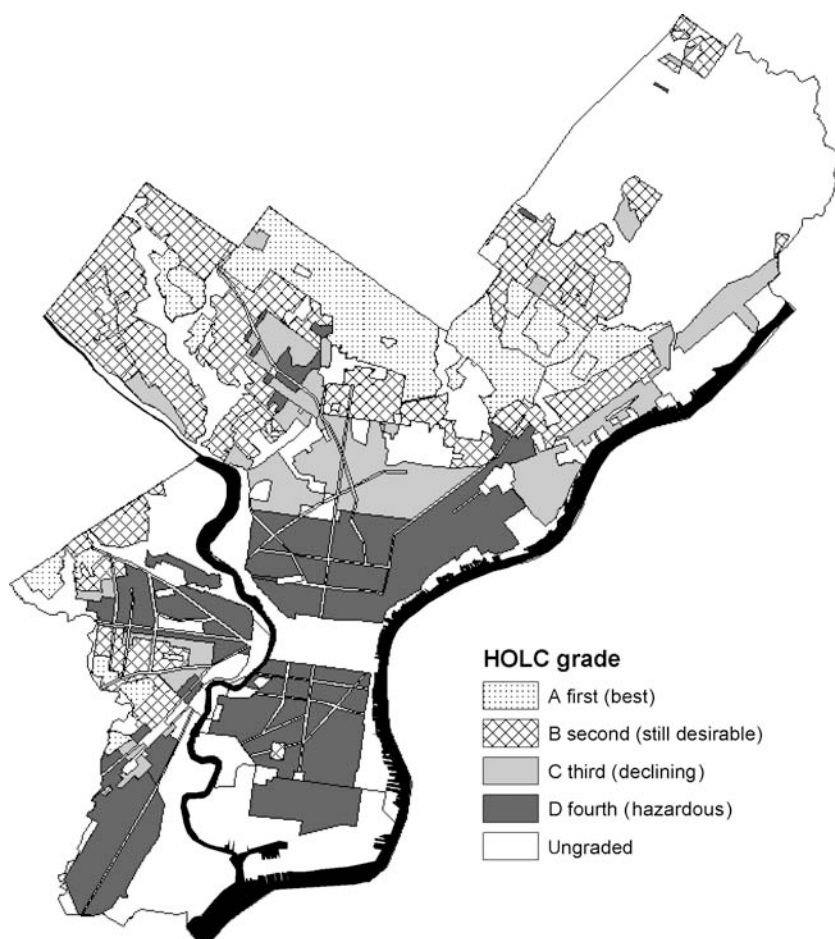 HOLC grade
A first (best)
B second (still desirable)
C third (declining)
D fourth (hazardous)
Ungraded